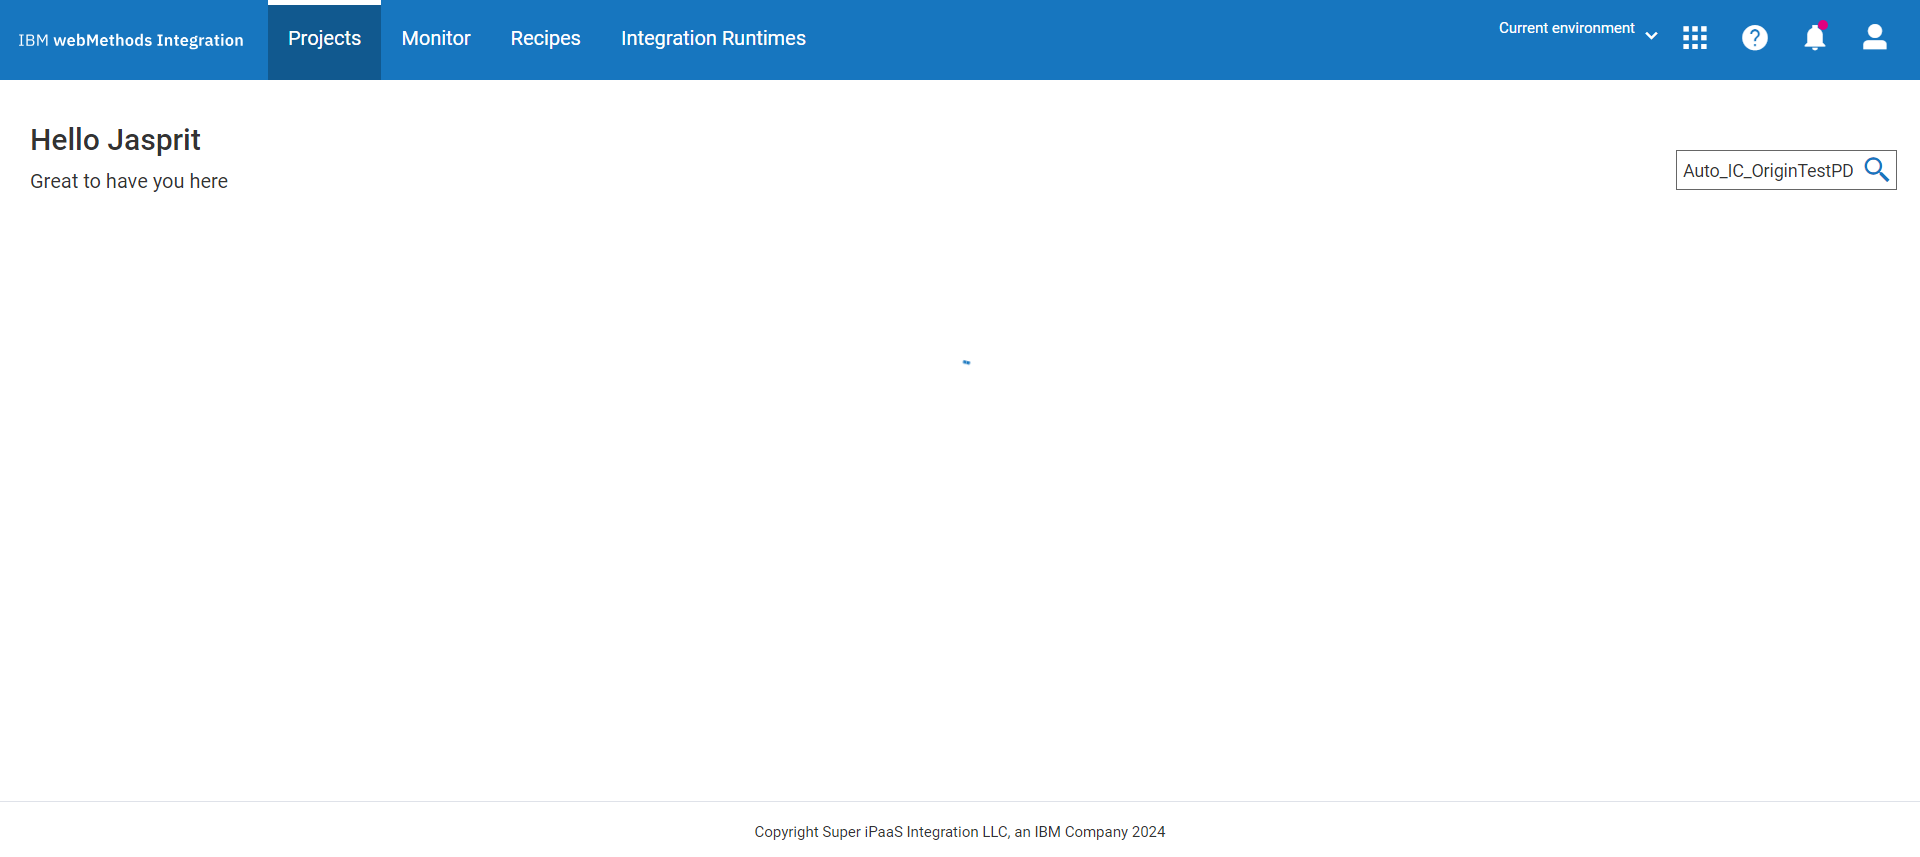 IBM webMethods Integration
Projects
Monitor
Recipes
Integration Runtimes
Current environment
Hello Jasprit
Great to have you here
Auto_IC_OriginTestPD
Copyright Super iPaaS Integration LLC, an IBM Company 2024